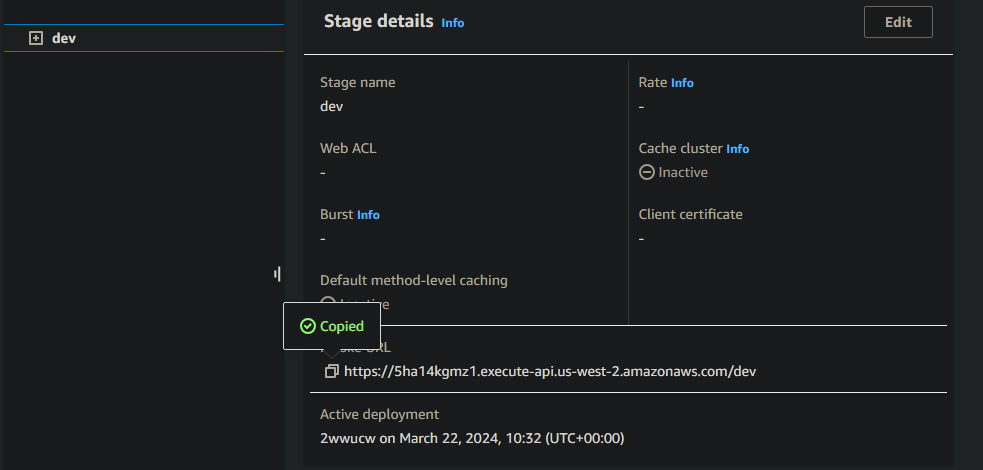 dev
Stage details Info
Edit
Stage name
dev
Rate Info
-
Web ACL
-
Cache cluster Info
Inactive
Burst Info
-
Client certificate
-
Default method-level caching
Copied
URL
https://5ha14kgmz1.execute-api.us-west-2.amazonaws.com/dev
Active deployment
2wwucw on March 22, 2024, 10:32 (UTC+00:00)